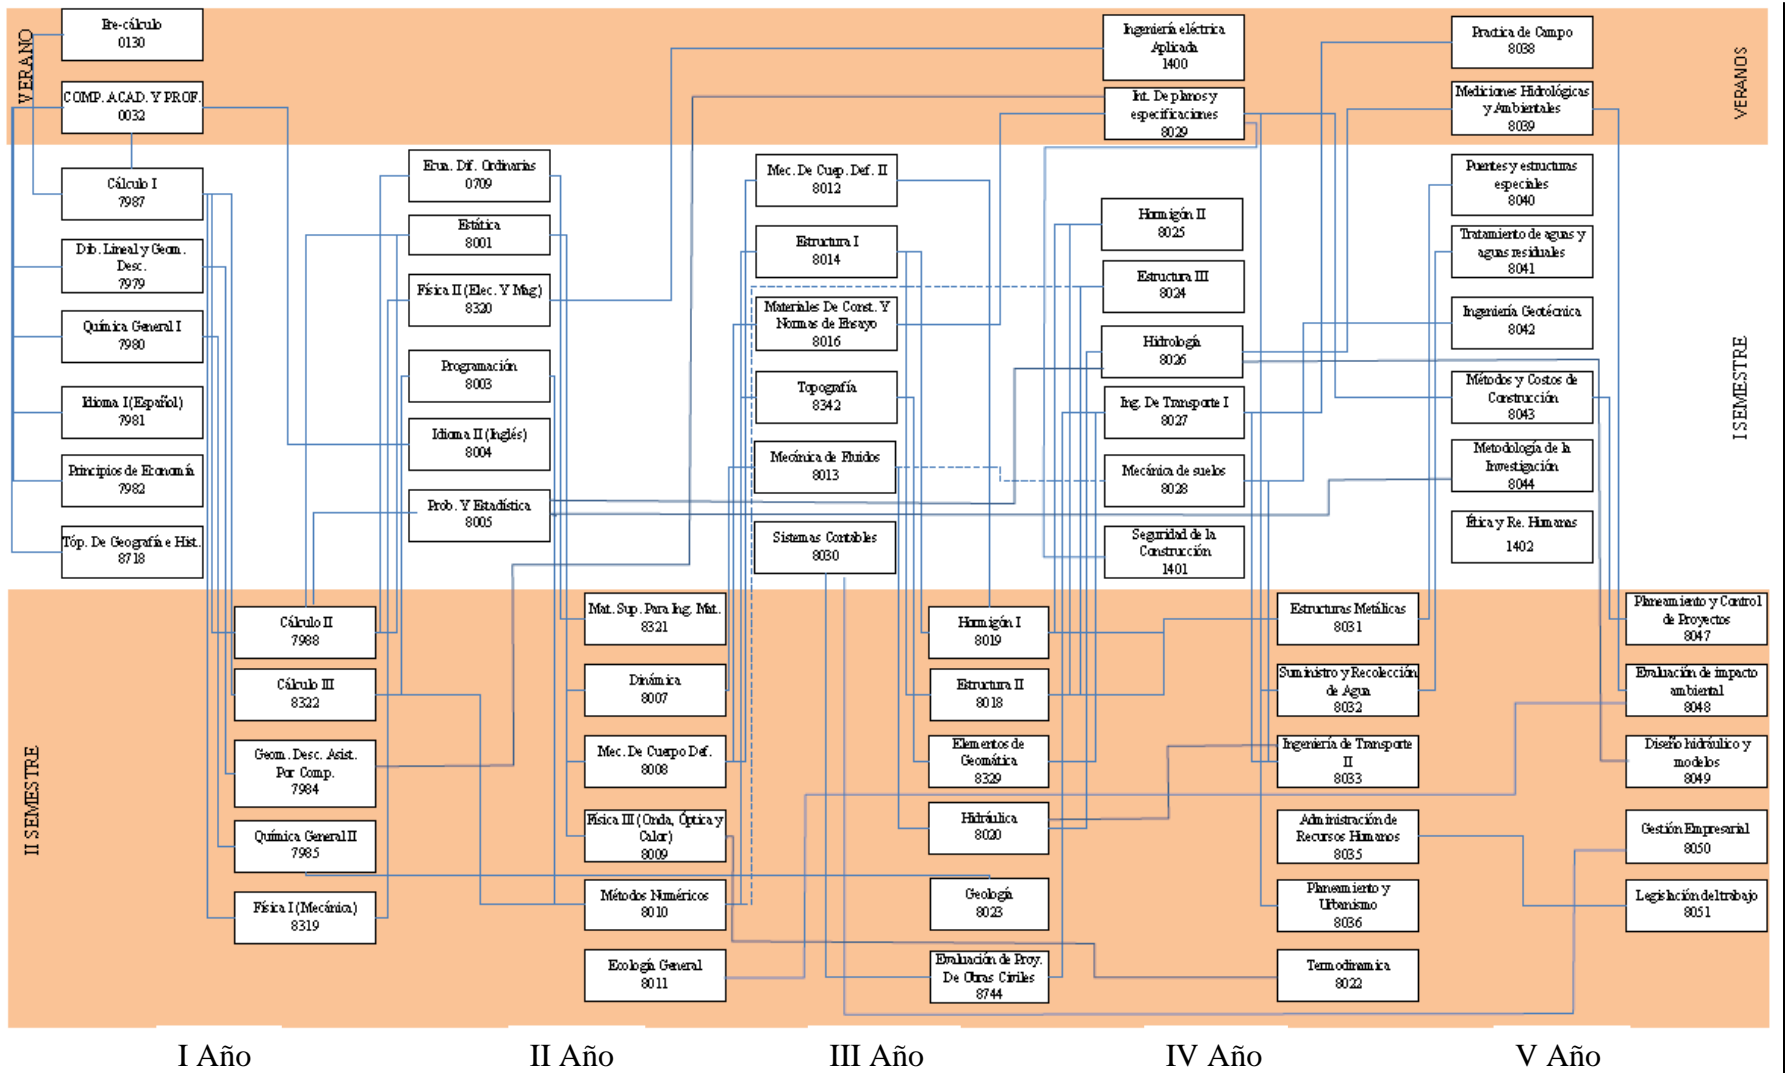 VERANO
Pre-cálculo
0130
COMP. ACAD. Y PROF.
0032
Ingeniería eléctrica
Aplicada
1400
Int. De planos y
especificaciones
8029
Practica de Campo
8038
Mediciones Hidrológicas
y Ambientales
8039
VERANOS
Cálculo I
7987
Dib. Lineal y Geom.
Desc.
7979
Química General I
7980
Idioma I (Español)
7981
Principios de Economía
7982
Tóp. De Geografía e Hist.
8718
Ecua. Dif. Ordinarias
0709
Estática
8001
Física II (Elec. Y Mag)
8320
Programación
8003
Idioma II (Inglés)
8004
Prob. Y Estadística
8005
Mec. De Cuep. Def. II
8012
Estructura I
8014
Materiales De Const. Y
Normas de Ensayo
8016
Topografía
8342
Mecánica de Fluidos
8013
Sistemas Contables
8030
Hormigón II
8025
Estructura III
8024
Hidrología
8026
Ing. De Transporte I
8027
Mecánica de suelos
8028
Seguridad de la
Construcción
1401
Puentes y estructuras
especiales
8040
Tratamiento de aguas y
aguas residuales
8041
Ingeniería Geotécnica
8042
Métodos y Costos de
Construcción
8043
Metodología de la
Investigación
8044
Ética y Re. Humanas
1402
I SEMESTRE
II SEMESTRE
Cálculo II
7988
Cálculo III
8322
Geom. Desc. Asist.
Por Comp.
7984
Química General II
7985
Física I (Mecánica)
8319
Mat. Sup. Para Ing. Mat.
8321
Dinámica
8007
Mec. De Cuerpo Def.
8008
Física III (Onda, Óptica y
Calor)
8009
Métodos Numéricos
8010
Ecología General
8011
Hormigón I
8019
Estructura II
8018
Elementos de
Geomática
8329
Hidráulica
8020
Geología
8023
Evaluación de Proy.
De Obras Civiles
8744
Estructuras Metálicas
8031
Suministro y Recolección
de Agua
8032
Ingeniería de Transporte
II
8033
Administración de
Recursos Humanos
8035
Planeamiento y
Urbanismo
8036
Termodinamica
8022
Planeamiento y Control
de Proyectos
8047
Evaluación de impacto
ambiental
8048
Diseño hidráulico y
modelos
8049
Gestión Empresarial
8050
Legislación del trabajo
8051
I Año
II Año
III Año
IV Año
V Año